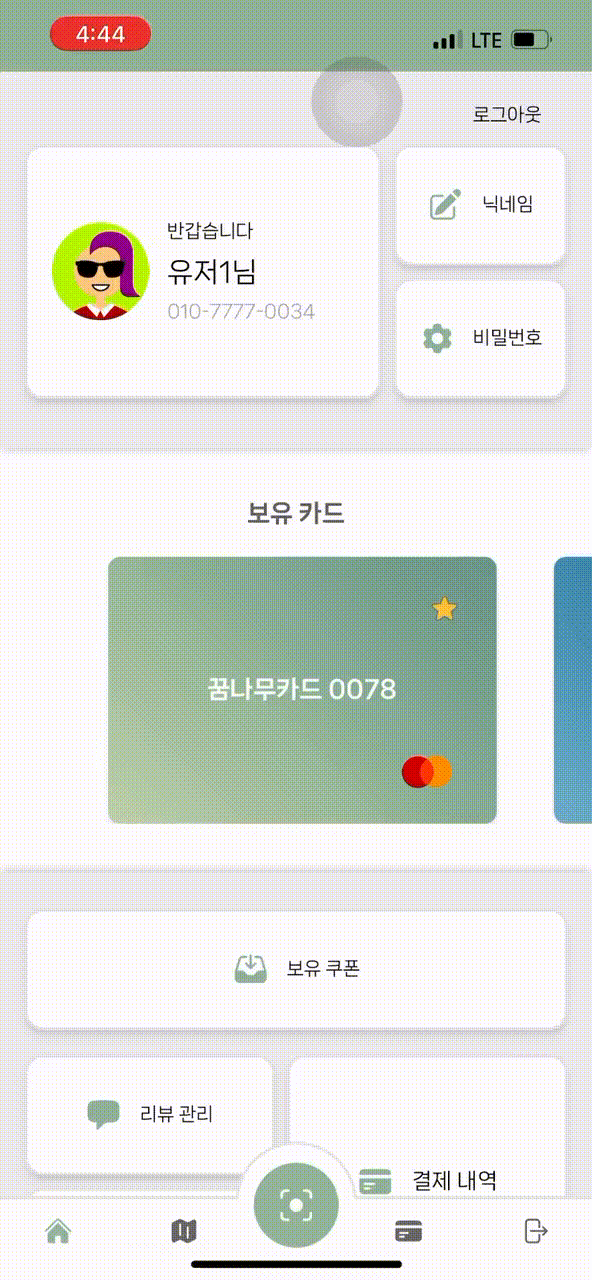 4:44
LTE
로그아웃
반갑습니다
유저1님
010-7777-0034
닉네임
비밀번호
보유 카드
꿈나무카드 0078
보유 쿠폰
리뷰 관리
결제 내역